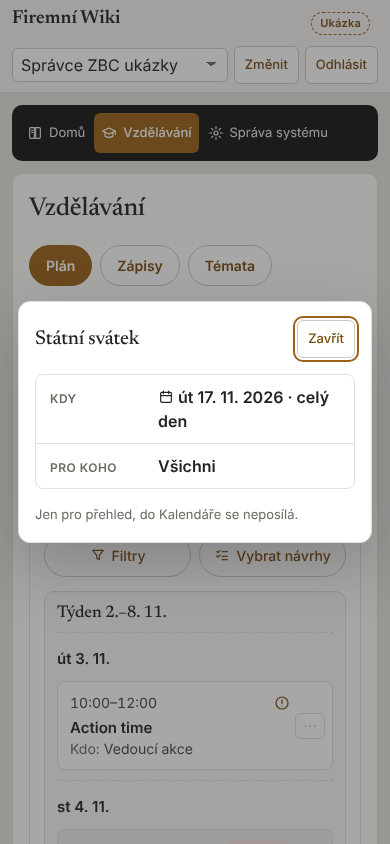 Firemní Wiki
Ukázka
Správce ZBC ukázky
Změnit
Odhlásit
Domů
Vzdělávání
Správa systému
Vzdělávání
Plán
Zápisy
Témata
Státní svátek
Zavřít
KDY
út 17. 11. 2026 · celý
den
PRO KOHO
Všichni
Jen pro přehled, do Kalendáře se neposílá.
Filtry
Vybrat návrhy
Týden 2.–8. 11.
út 3. 11.
10:00–12:00
Action time
Kdo: Vedoucí akce
st 4. 11.